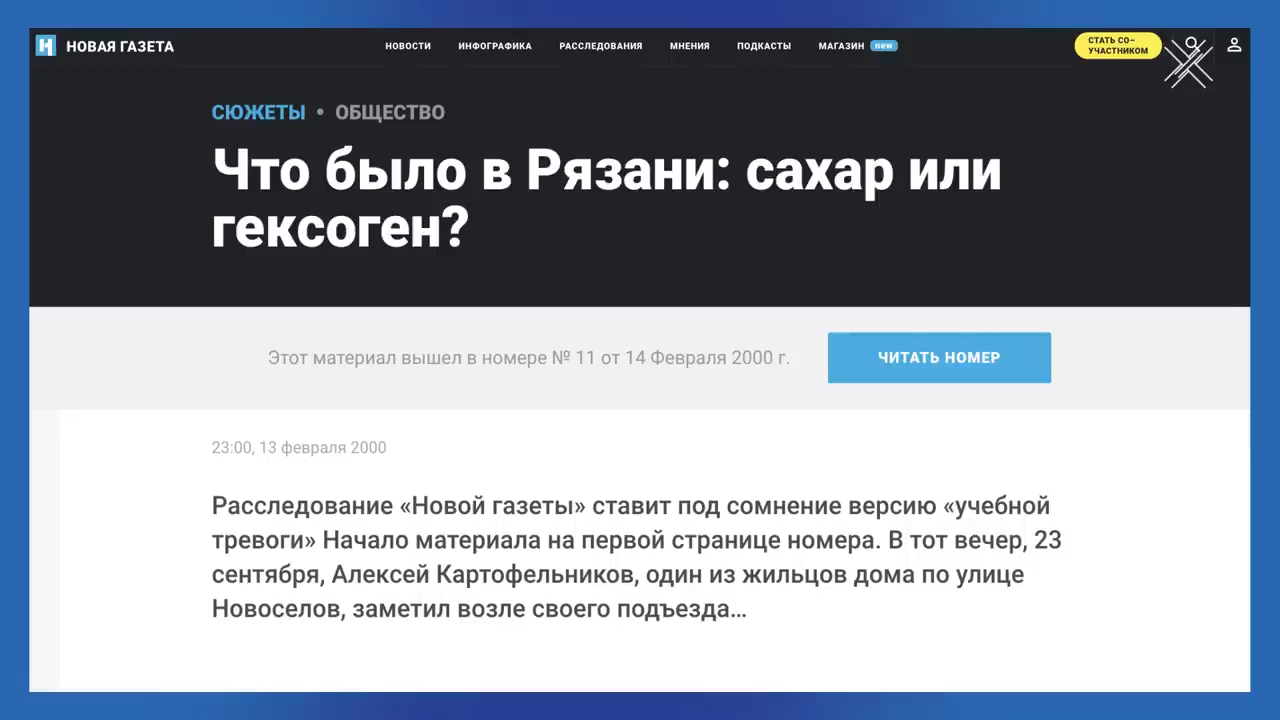 НОВАЯ ГАЗЕТА
НОВОСТИ ИНФОГРАФИКА РАССЛЕДОВАНИЯ МНЕНИЯ ПОДКАСТЫ МАГАЗИН new
СТАТЬ СО-
УЧАСТНИКОМ
СЮЖЕТЫ • ОБЩЕСТВО
Что было в Рязани: сахар или
гексоген?
Этот материал вышел в номере № 11 от 14 Февраля 2000 г.
ЧИТАТЬ НОМЕР
23:00, 13 февраля 2000
Расследование «Новой газеты» ставит под сомнение версию «учебной
тревоги» Начало материала на первой странице номера. В тот вечер, 23
сентября, Алексей Картофельников, один из жильцов дома по улице
Новоселов, заметил возле своего подъезда…